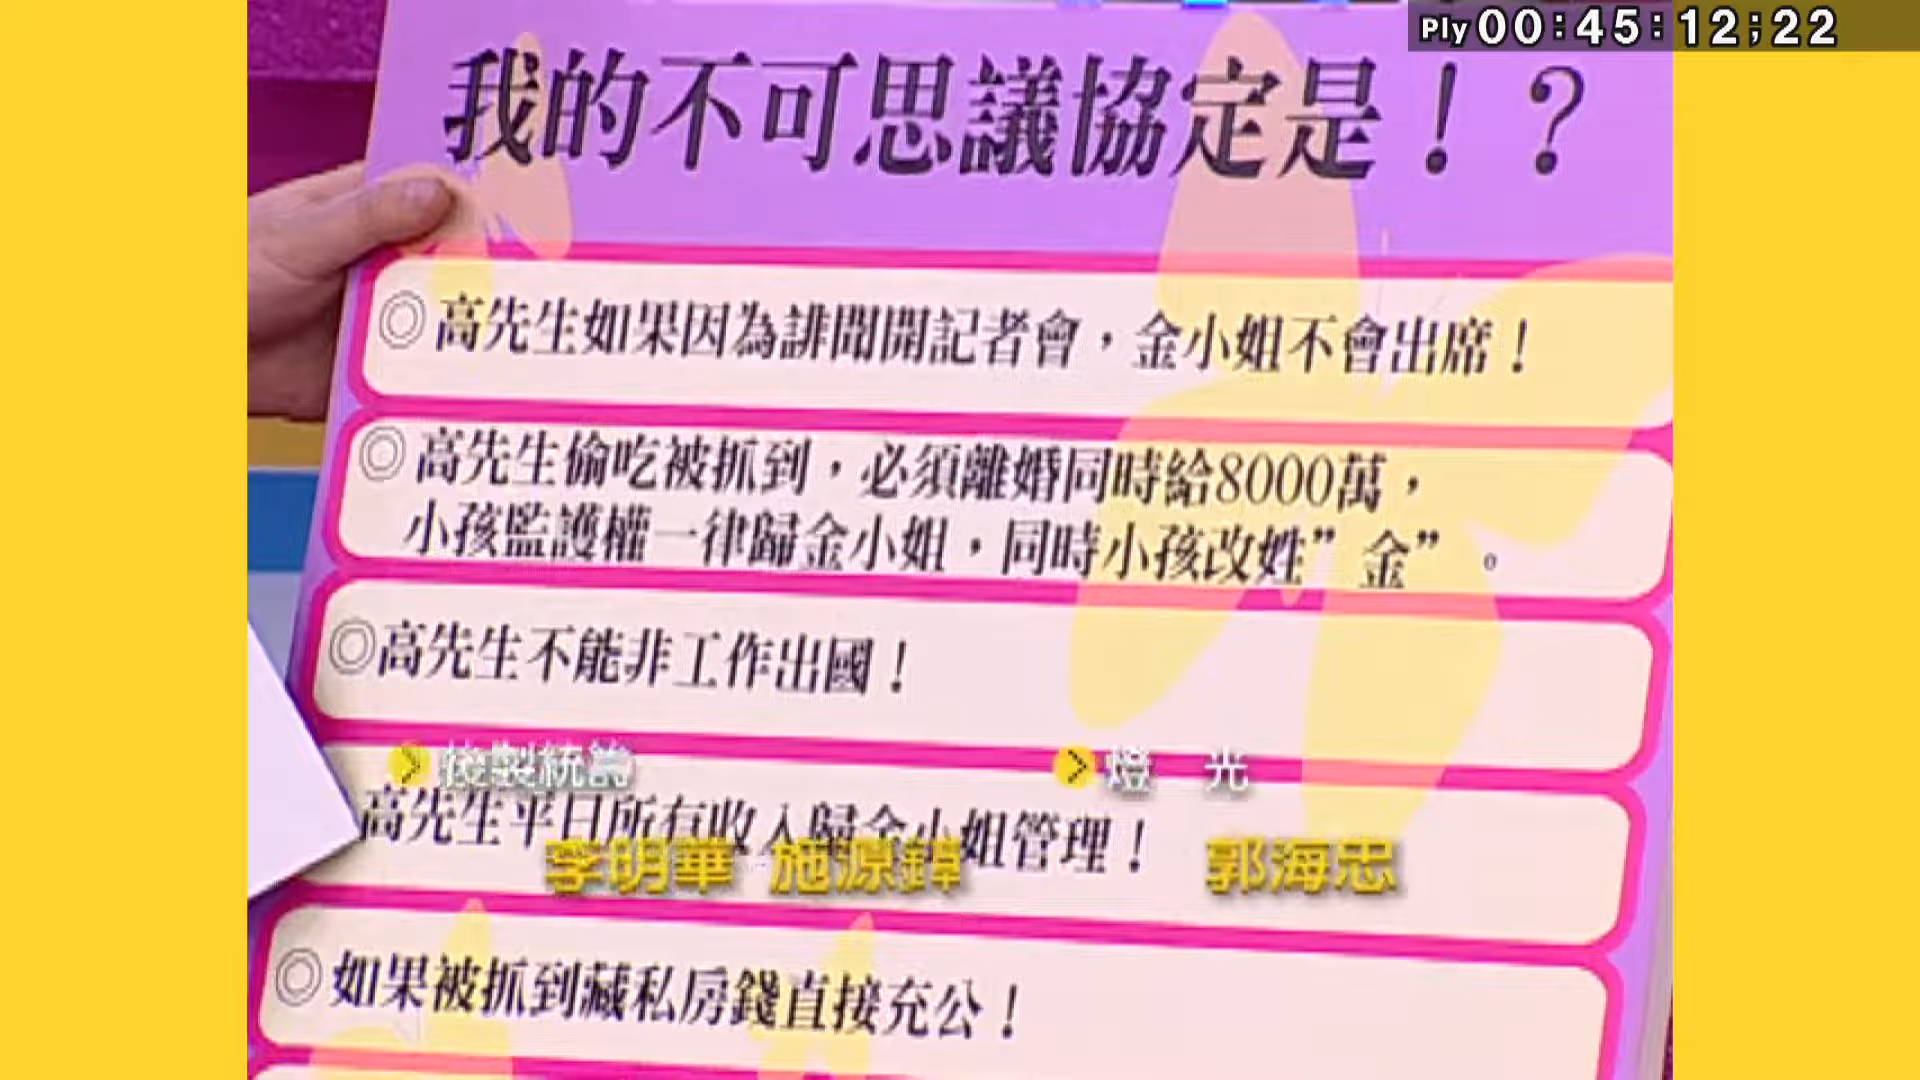 Ply 00:45:12;22
我的不可思議協定是！？
◎高先生如果因為誹聞開記者會，金小姐不會出席！
◎高先生偷吃被抓到，必須離婚同時給8000萬，
小孩監護權一律歸金小姐，同時小孩改姓”金”。
◎高先生不能非工作出國！
燈 光
高先生平日所有收入歸金小姐管理！
李明華 施源鋒 郭海忠
◎如果被抓到藏私房錢直接充公！